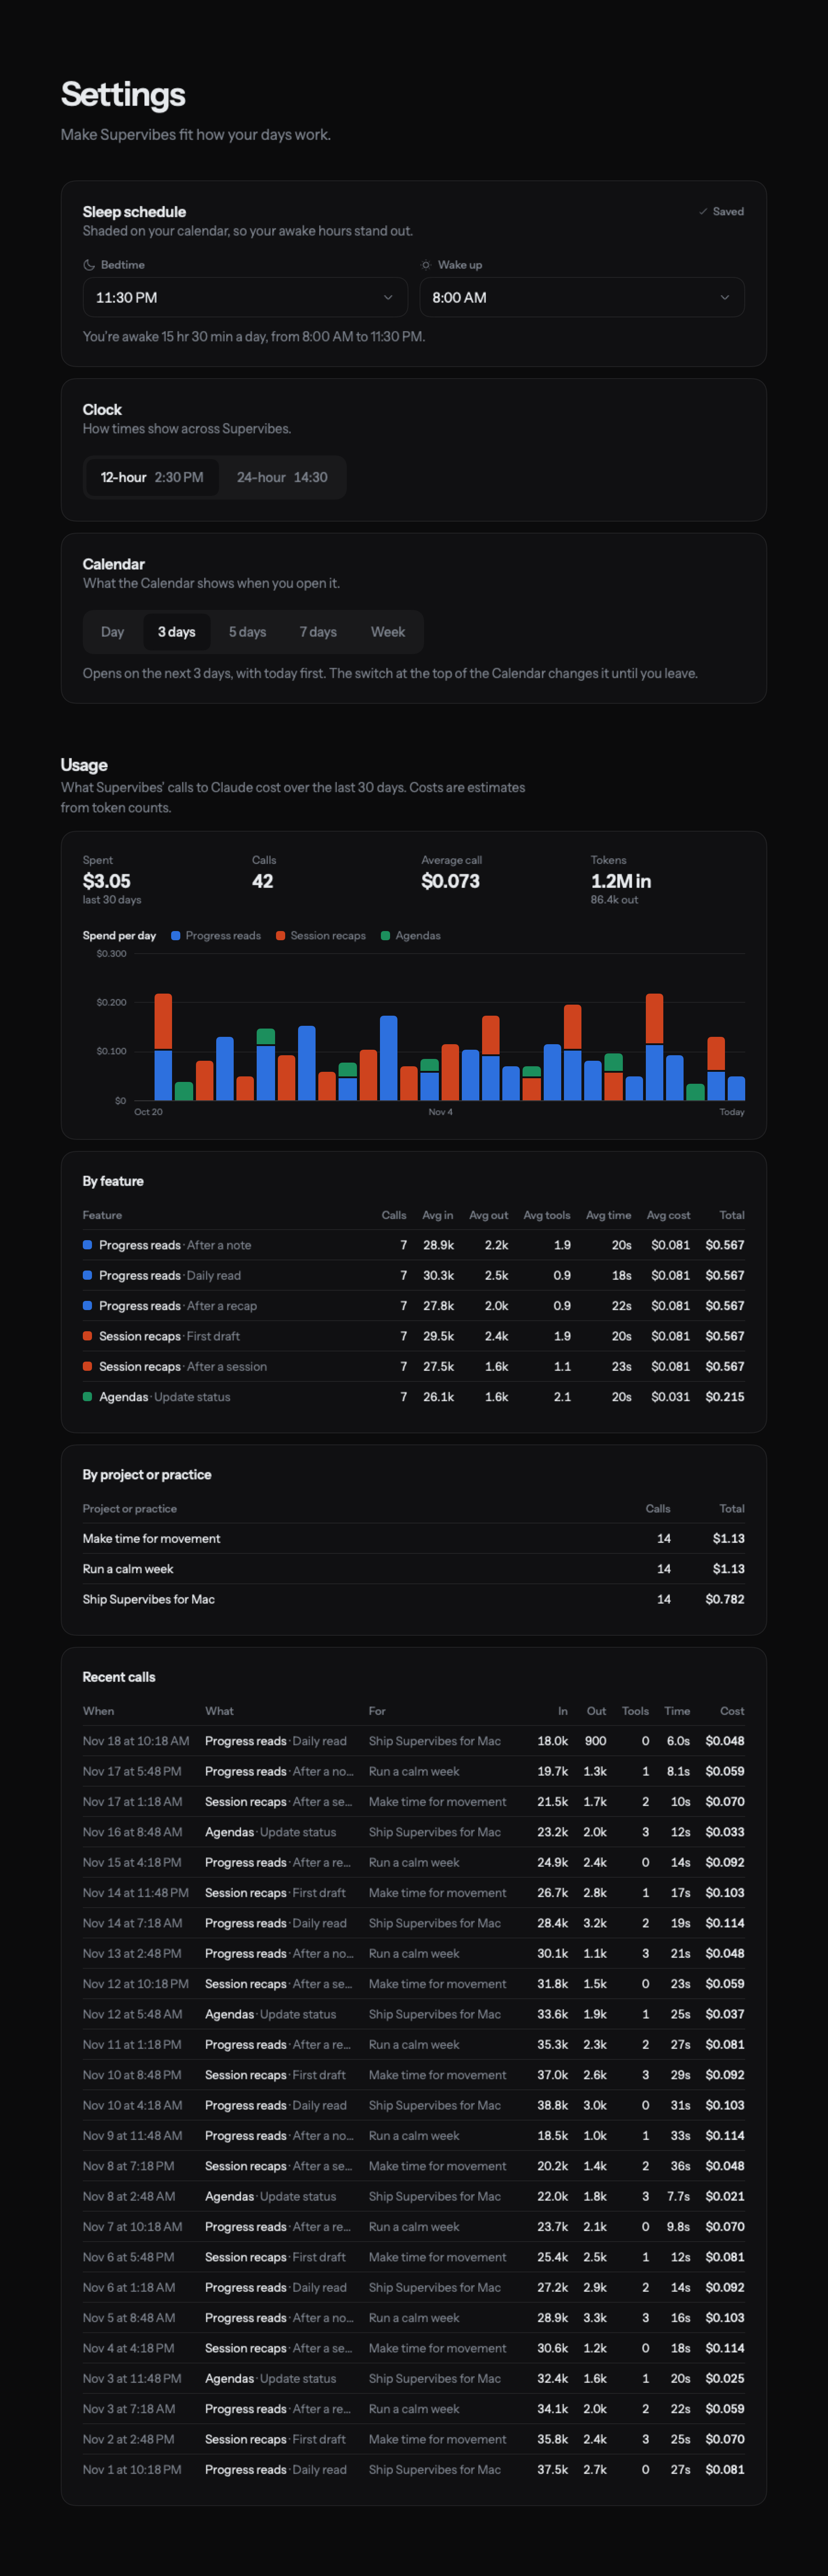 Settings
Make Supervibes fit how your days work.
Sleep schedule
Saved
Shaded on your calendar, so your awake hours stand out.
Bedtime
Wake up
11:30 PM
8:00 AM
You're awake 15 hr 30 min a day, from 8:00 AM to 11:30 PM.
Clock
How times show across Supervibes.
12-hour 2:30 PM 24-hour 14:30
Calendar
What the Calendar shows when you open it.
Day 3 days 5 days 7 days Week
Opens on the next 3 days, with today first. The switch at the top of the Calendar changes it until you leave.
Usage
What Supervibes' calls to Claude cost over the last 30 days. Costs are estimates
from token counts.
Spent Calls Average call Tokens
$3.05 42 $0.073 1.2M in
last 30 days 86.4k out
Spend per day Progress reads Session recaps Agendas
$0.300
$0.200
$0.100
$0
Oct 20 Nov 4 Today
By feature
Feature Calls Avg in Avg out Avg tools Avg time Avg cost Total
Progress reads · After a note 7 28.9k 2.2k 1.9 20s $0.081 $0.567
Progress reads · Daily read 7 30.3k 2.5k 0.9 18s $0.081 $0.567
Progress reads · After a recap 7 27.8k 2.0k 0.9 22s $0.081 $0.567
Session recaps · First draft 7 29.5k 2.4k 1.9 20s $0.081 $0.567
Session recaps · After a session 7 27.5k 1.6k 1.1 23s $0.081 $0.567
Agendas · Update status 7 26.1k 1.6k 2.1 20s $0.031 $0.215
By project or practice
Project or practice Calls Total
Make time for movement 14 $1.13
Run a calm week 14 $1.13
Ship Supervibes for Mac 14 $0.782
Recent calls
When What For In Out Tools Time Cost
Nov 18 at 10:18 AM Progress reads · Daily read Ship Supervibes for Mac 18.0k 900 0 6.0s $0.048
Nov 17 at 5:48 PM Progress reads · After a no... Run a calm week 19.7k 1.3k 1 8.1s $0.059
Nov 17 at 1:18 AM Session recaps · After a se... Make time for movement 21.5k 1.7k 2 10s $0.070
Nov 16 at 8:48 AM Agendas · Update status Ship Supervibes for Mac 23.2k 2.0k 3 12s $0.033
Nov 15 at 4:18 PM Progress reads · After a re... Run a calm week 24.9k 2.4k 0 14s $0.092
Nov 14 at 11:48 PM Session recaps · First draft Make time for movement 26.7k 2.8k 1 17s $0.103
Nov 14 at 7:18 AM Progress reads · Daily read Ship Supervibes for Mac 28.4k 3.2k 2 19s $0.114
Nov 13 at 2:48 PM Progress reads · After a no... Run a calm week 30.1k 1.1k 3 21s $0.048
Nov 12 at 10:18 PM Session recaps · After a se... Make time for movement 31.8k 1.5k 0 23s $0.059
Nov 12 at 5:48 AM Agendas · Update status Ship Supervibes for Mac 33.6k 1.9k 1 25s $0.037
Nov 11 at 1:18 PM Progress reads · After a re... Run a calm week 35.3k 2.3k 2 27s $0.081
Nov 10 at 8:48 PM Session recaps · First draft Make time for movement 37.0k 2.6k 3 29s $0.092
Nov 10 at 4:18 AM Progress reads · Daily read Ship Supervibes for Mac 38.8k 3.0k 0 31s $0.103
Nov 9 at 11:48 AM Progress reads · After a no... Run a calm week 18.5k 1.0k 1 33s $0.114
Nov 8 at 7:18 PM Session recaps · After a se... Make time for movement 20.2k 1.4k 2 36s $0.048
Nov 8 at 2:48 AM Agendas · Update status Ship Supervibes for Mac 22.0k 1.8k 3 7.7s $0.021
Nov 7 at 10:18 AM Progress reads · After a re... Run a calm week 23.7k 2.1k 0 9.8s $0.070
Nov 6 at 5:48 PM Session recaps · First draft Make time for movement 25.4k 2.5k 1 12s $0.081
Nov 6 at 1:18 AM Progress reads · Daily read Ship Supervibes for Mac 27.2k 2.9k 2 14s $0.092
Nov 5 at 8:48 AM Progress reads · After a no... Run a calm week 28.9k 3.3k 3 16s $0.103
Nov 4 at 4:18 PM Session recaps · After a se... Make time for movement 30.6k 1.2k 0 18s $0.114
Nov 3 at 11:48 PM Agendas · Update status Ship Supervibes for Mac 32.4k 1.6k 1 20s $0.025
Nov 3 at 7:18 AM Progress reads · After a re... Run a calm week 34.1k 2.0k 2 22s $0.059
Nov 2 at 2:48 PM Session recaps · First draft Make time for movement 35.8k 2.4k 3 25s $0.070
Nov 1 at 10:18 PM Progress reads · Daily read Ship Supervibes for Mac 37.5k 2.7k 0 27s $0.081